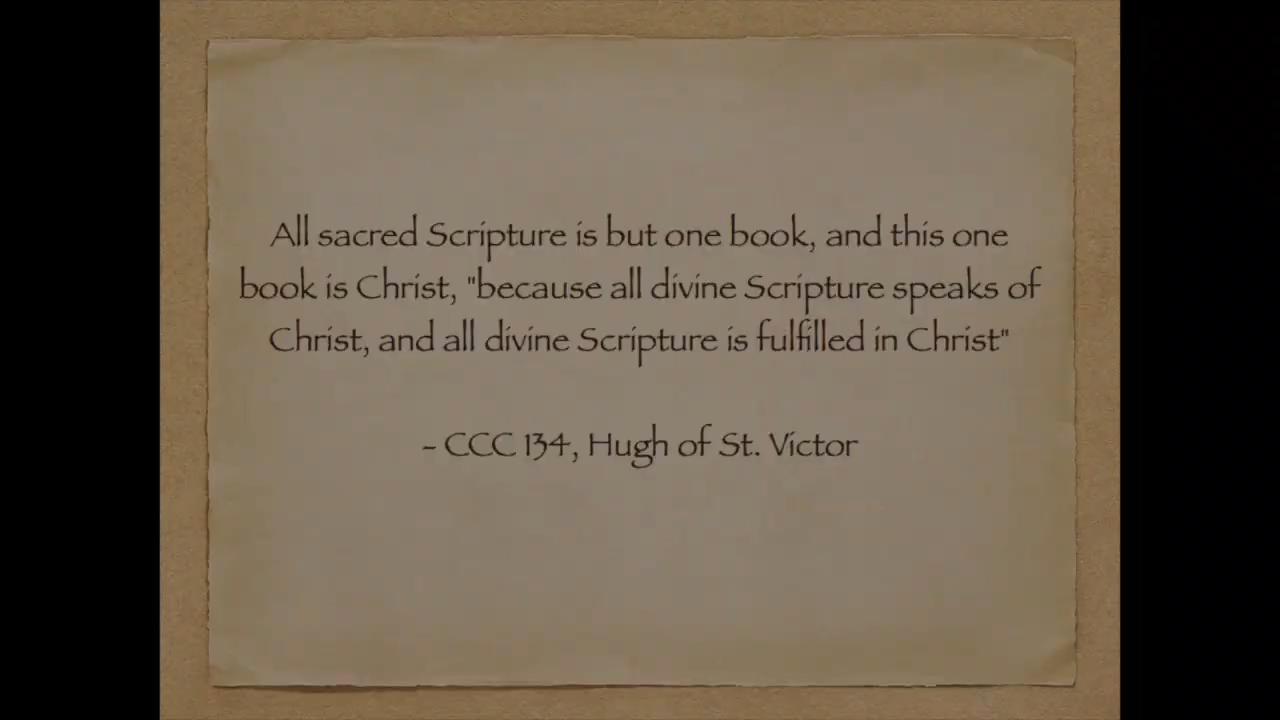 All sacred Scripture is but one book, and this one
book is Christ, "because all divine Scripture speaks of
Christ, and all divine Scripture is fulfilled in Christ"
- CCC 134, Hugh of St. Victor